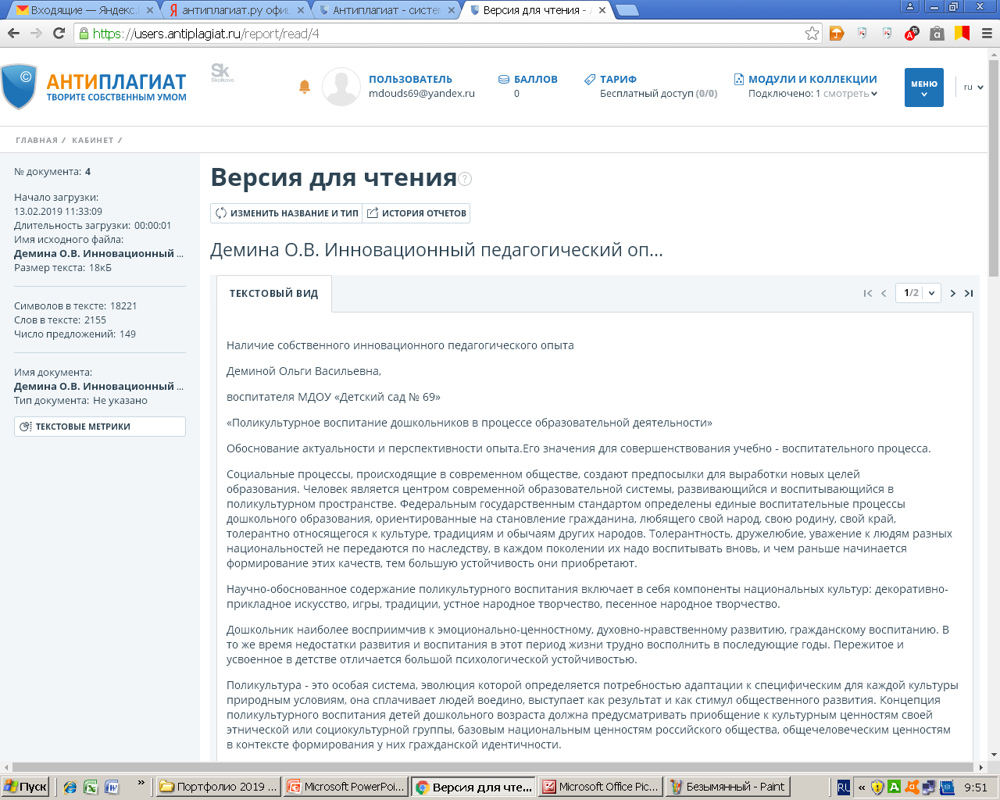 Входящие — Яндекс.
антиплагиат.ру офиц
Антиплагиат - систем
Версия для чтения -
https://users.antiplagiat.ru/report/read/4
АНТИПЛАГИАТ
ТВОРИТЕ СОБСТВЕННЫМ УМОМ
Sk
Skolkovo
ПОЛЬЗОВАТЕЛЬ
mdouds69@yandex.ru
БАЛЛОВ
0
ТАРИФ
Бесплатный доступ (0/0)
МОДУЛИ И КОЛЛЕКЦИИ
Подключено: 1 смотреть
МЕНЮ
ru
ГЛАВНАЯ / КАБИНЕТ /
№ документа: 4
Начало загрузки:
13.02.2019 11:33:09
Длительность загрузки: 00:00:01
Имя исходного файла:
Демина О.В. Инновационный ...
Размер текста: 18кБ
Символов в тексте: 18221
Слов в тексте: 2155
Число предложений: 149
Имя документа:
Демина О.В. Инновационный ...
Тип документа: Не указано
ТЕКСТОВЫЕ МЕТРИКИ
Версия для чтения ?
ИЗМЕНИТЬ НАЗВАНИЕ И ТИП
ИСТОРИЯ ОТЧЕТОВ
Демина О.В. Инновационный педагогический оп...
ТЕКСТОВЫЙ ВИД
1/2
Наличие собственного инновационного педагогического опыта
Деминой Ольги Васильевна,
воспитателя МДОУ «Детский сад № 69»
«Поликультурное воспитание дошкольников в процессе образовательной деятельности»
Обоснование актуальности и перспективности опыта.Его значения для совершенствования учебно - воспитательного процесса.
Социальные процессы, происходящие в современном обществе, создают предпосылки для выработки новых целей
образования. Человек является центром современной образовательной системы, развивающийся и воспитывающийся в
поликультурном пространстве. Федеральным государственным стандартом определены единые воспитательные процессы
дошкольного образования, ориентированные на становление гражданина, любящего свой народ, свою родину, свой край,
толерантно относящегося к культуре, традициям и обычаям других народов. Толерантность, дружелюбие, уважение к людям разных
национальностей не передаются по наследству, в каждом поколении их надо воспитывать вновь, и чем раньше начинается
формирование этих качеств, тем большую устойчивость они приобретают.
Научно-обоснованное содержание поликультурного воспитания включает в себя компоненты национальных культур: декоративно-
прикладное искусство, игры, традиции, устное народное творчество, песенное народное творчество.
Дошкольник наиболее восприимчив к эмоционально-ценностному, духовно-нравственному развитию, гражданскому воспитанию. В
то же время недостатки развития и воспитания в этот период жизни трудно восполнить в последующие годы. Пережитое и
усвоенное в детстве отличается большой психологической устойчивостью.
Поликультура - это особая система, эволюция которой определяется потребностью адаптации к специфическим для каждой культуры
природным условиям, она сплачивает людей воедино, выступает как результат и как стимул общественного развития. Концепция
поликультурного воспитания детей дошкольного возраста должна предусматривать приобщение к культурным ценностям своей
этнической или социокультурной группы, базовым национальным ценностям российского общества, общечеловеческим ценностям
в контексте формирования у них гражданской идентичности.
Пуск
Портфолио 2019
Microsoft PowerPoi...
Версия для чте...
Microsoft Office Pic...
Безымянный - Paint
RL
9:51